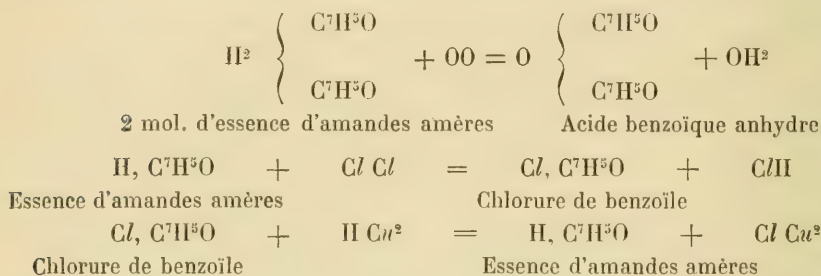 C⁷H⁵O C⁷H⁵O
H² { + OO = O { + OH²
C⁷H⁵O C⁷H⁵O
2 mol. d'essence d'amandes amères Acide benzoïque anhydre
H, C⁷H⁵O + Cl Cl = Cl, C⁷H⁵O + ClH
Essence d'amandes amères Chlorure de benzoïle
Cl, C⁷H⁵O + H Cu² = H, C⁷H⁵O + Cl Cu²
Chlorure de benzoïle Essence d'amandes amères